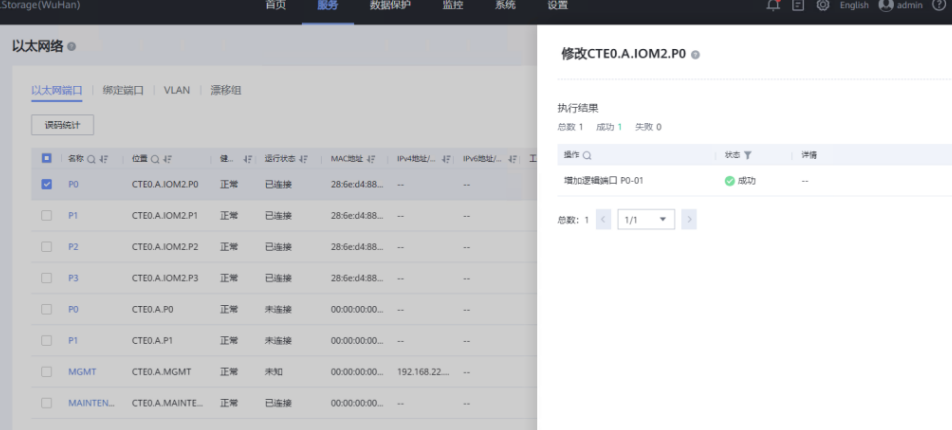 .Storage(WuHan) 首页 服务 数据保护 监控 系统 设置 English admin
以太网络
以太网端口 绑定端口 VLAN 漂移组
误码统计
名称 位置 健... 运行状态 MAC地址 IPv4地址/... IPv6地址/... 工
P0 CTE0.A.IOM2.P0 正常 已连接 28:6e:d4:88... -- --
P1 CTE0.A.IOM2.P1 正常 已连接 28:6e:d4:88... -- --
P2 CTE0.A.IOM2.P2 正常 已连接 28:6e:d4:88... -- --
P3 CTE0.A.IOM2.P3 正常 已连接 28:6e:d4:88... -- --
P0 CTE0.A.P0 正常 未连接 00:00:00:00... -- --
P1 CTE0.A.P1 正常 未连接 00:00:00:00... -- --
MGMT CTE0.A.MGMT 正常 未知 00:00:00:00... 192.168.22.... --
MAINTEN... CTE0.A.MAINTE... 正常 已连接 00:00:00:00... -- --
修改CTE0.A.IOM2.P0
执行结果
总数 1 成功 1 失败 0
操作 状态 详情
增加逻辑端口 P0-01 成功 --
总数: 1 < 1/1 >